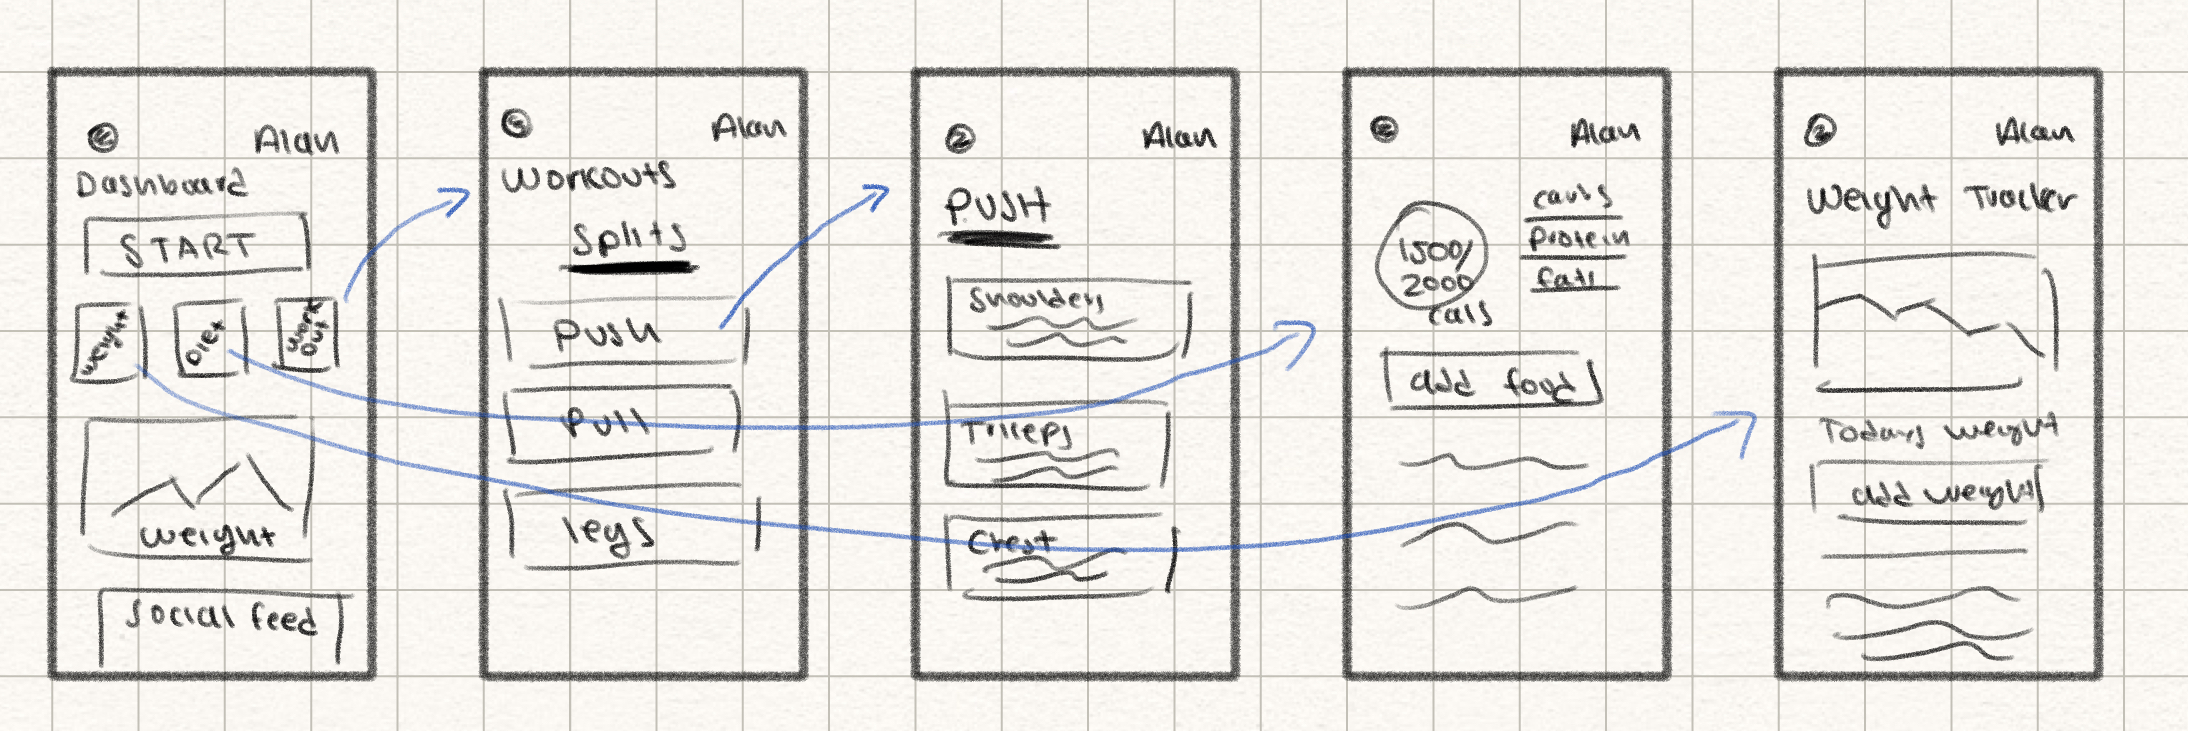 Alan
Dashboard
START
weight
Diet
work
out
weight
Social feed
Alan
Workouts
Splits
Push
Pull
legs
Alan
PUSH
Shoulders
Triceps
Chest
Alan
1500/
2000
cals
carbs
Protein
fats
add food
Alan
Weight Tracker
Todays weight
add weight